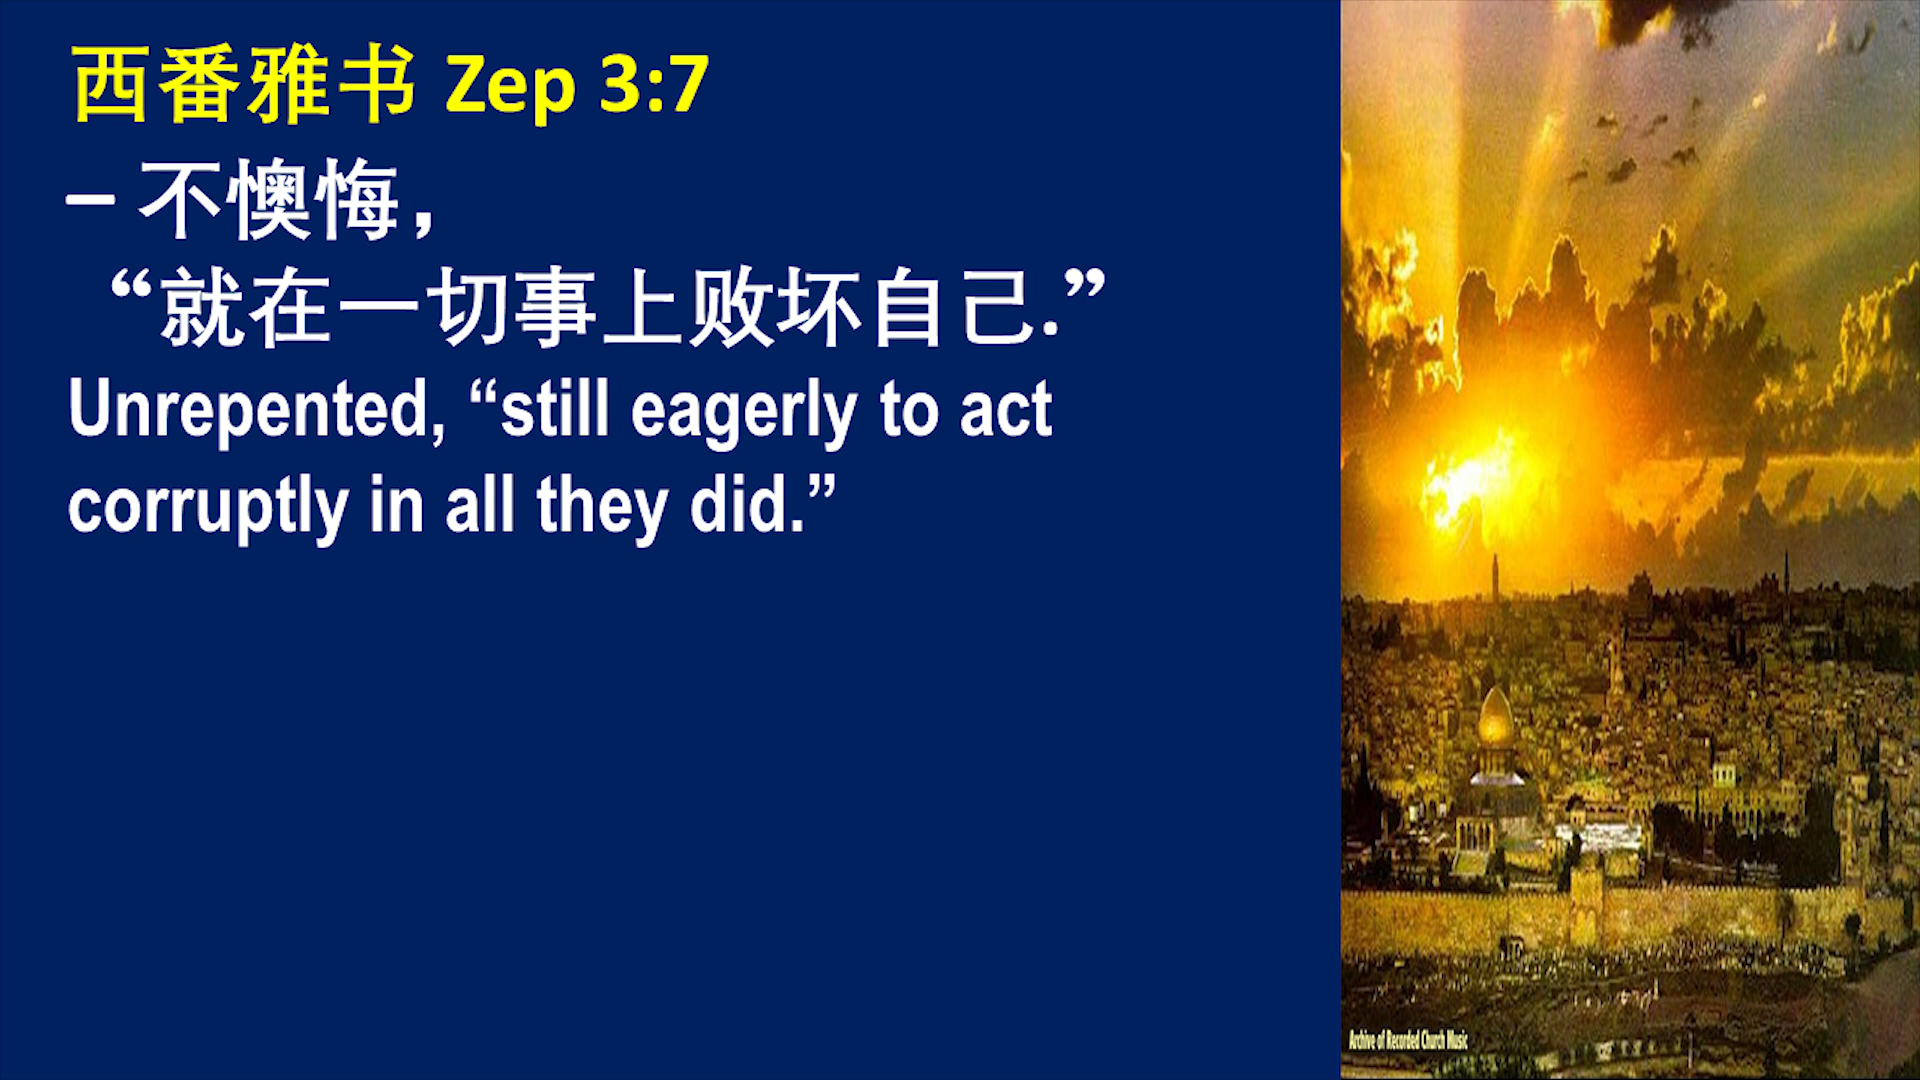 西番雅书 Zep 3:7
– 不懊悔，
“就在一切事上败坏自己.”
Unrepented, “still eagerly to act
corruptly in all they did.”
Archive of Recorded Church Music